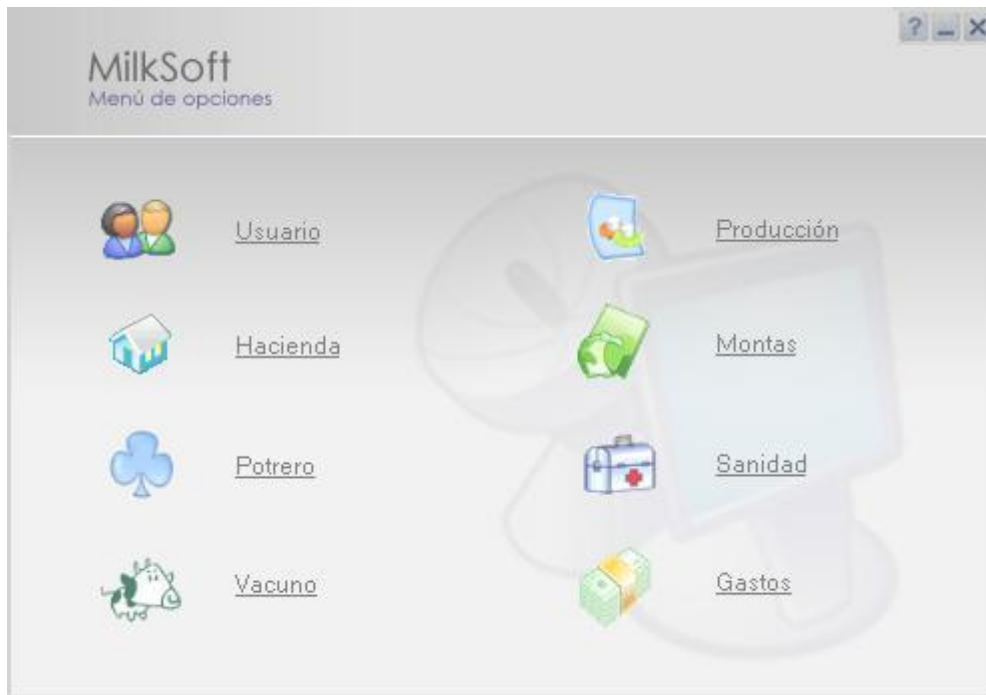 MilkSoft
Menú de opciones
Usuario
Hacienda
Potrero
Vacuno
Producción
Montas
Sanidad
Gastos